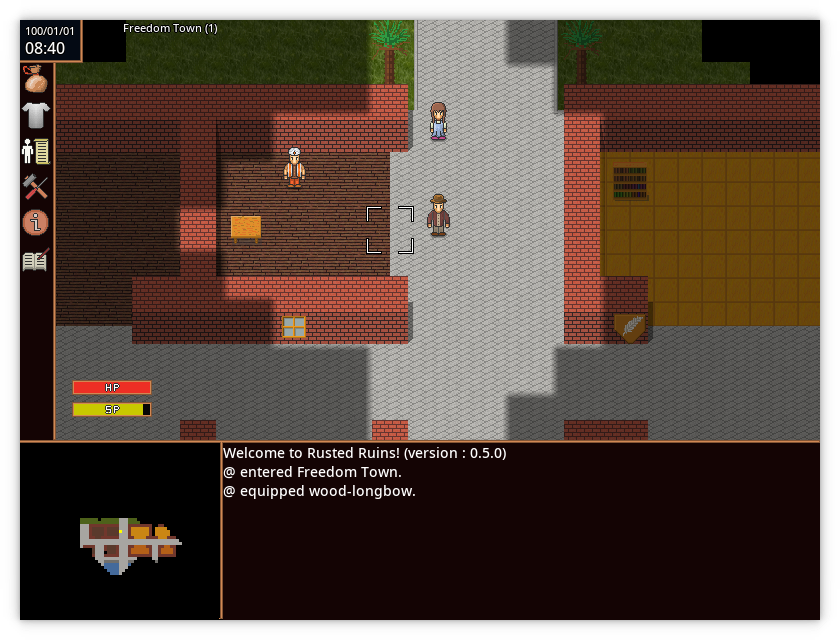 100/01/01
08:40
Freedom Town (1)
HP
SP
Welcome to Rusted Ruins! (version : 0.5.0)
@ entered Freedom Town.
@ equipped wood-longbow.